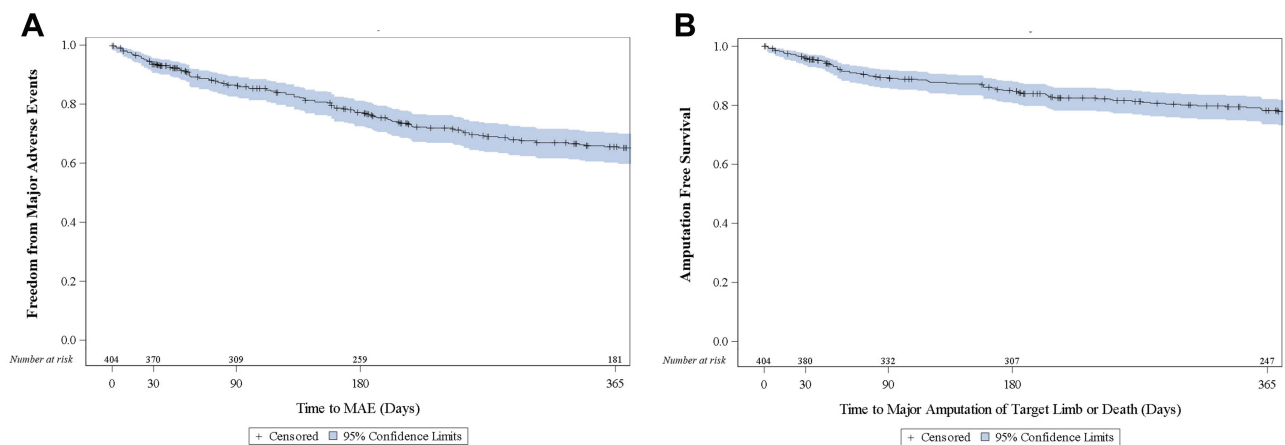 A
Freedom from Major Adverse Events
1.0
0.8
0.6
0.4
0.2
0.0
Number at risk 404 370 309 259 181
0 30 90 180 365
Time to MAE (Days)
+ Censored 95% Confidence Limits
B
Amputation Free Survival
1.0
0.8
0.6
0.4
0.2
0.0
Number at risk 404 380 332 307 247
0 30 90 180 365
Time to Major Amputation of Target Limb or Death (Days)
+ Censored 95% Confidence Limits